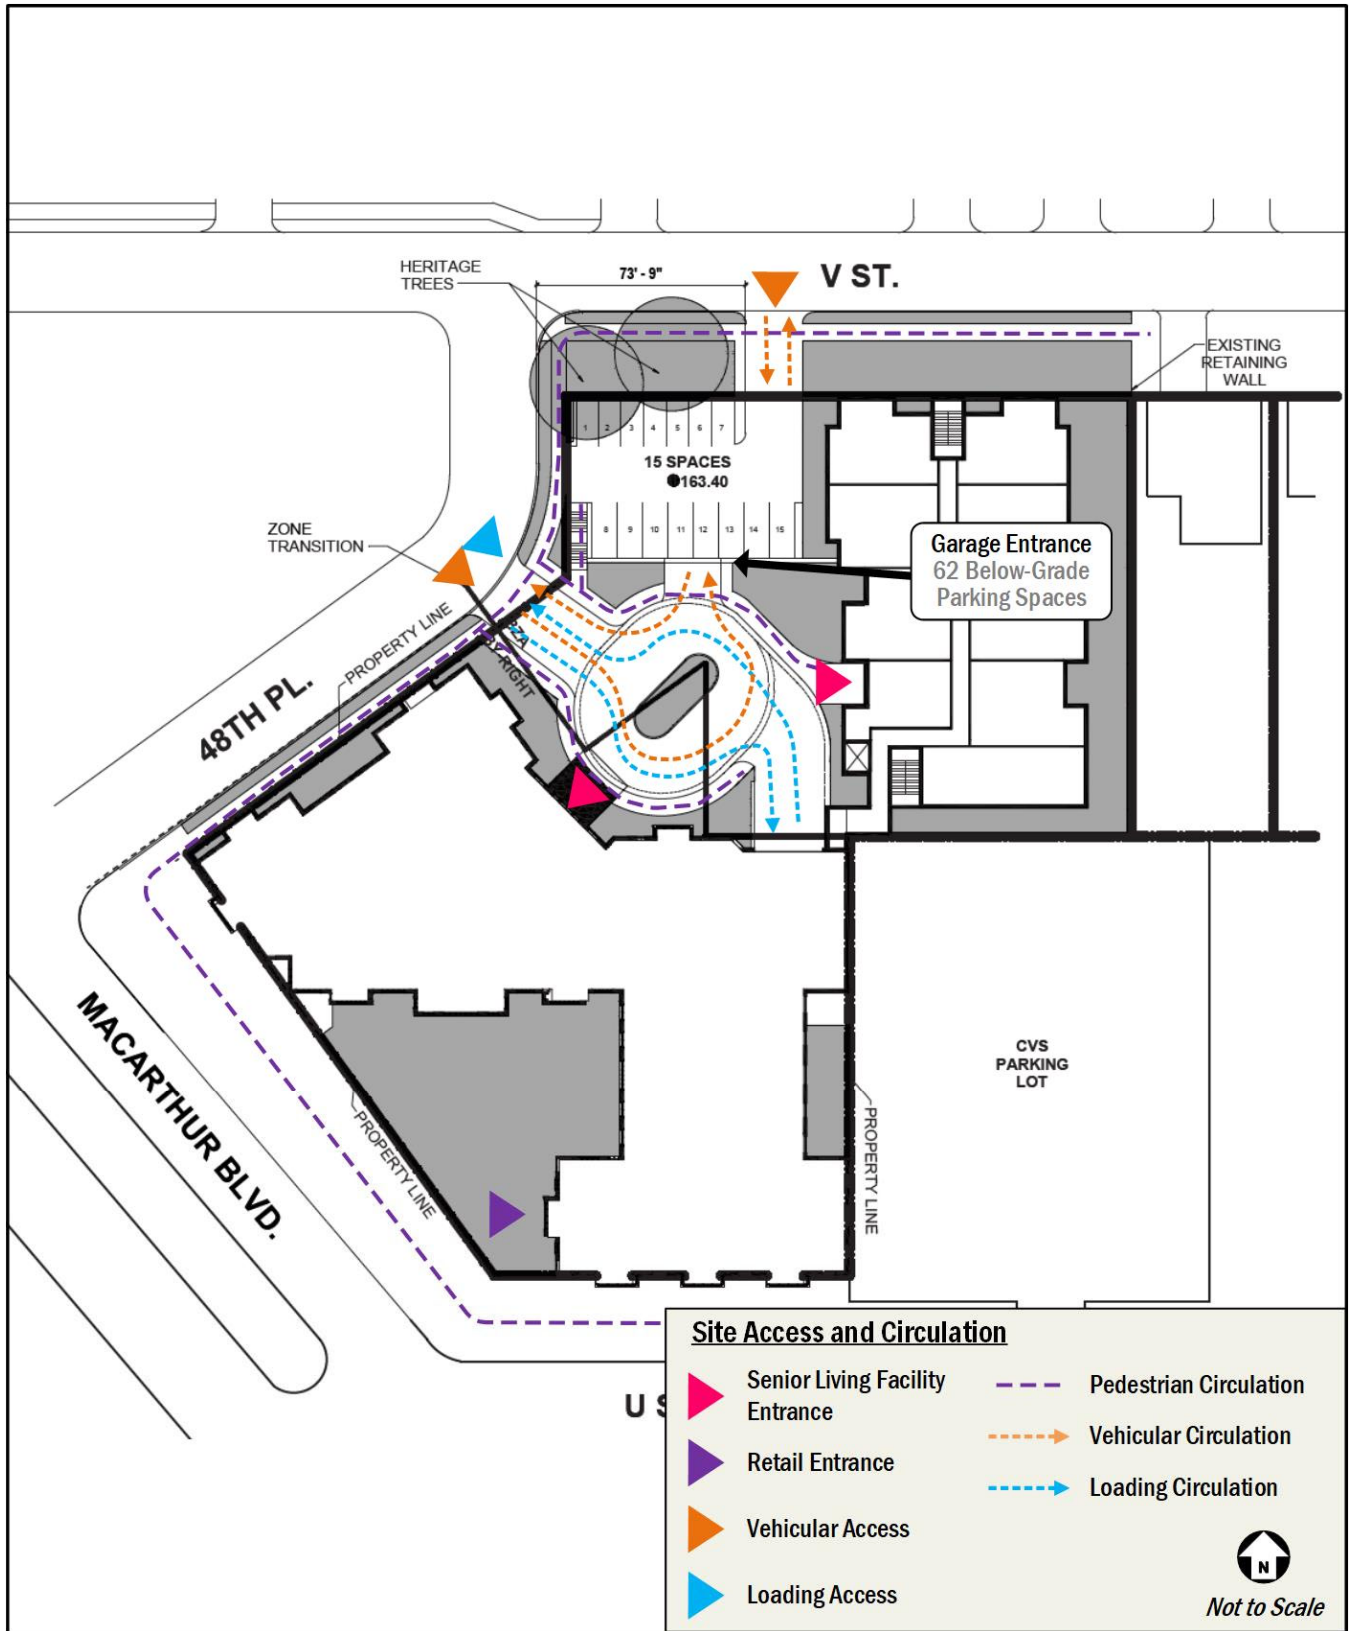 HERITAGE
TREES
73' - 9"
V ST.
EXISTING
RETAINING
WALL
1 2 3 4 5 6 7
15 SPACES
163.40
8 9 10 11 12 13 14 15
ZONE
TRANSITION
Garage Entrance
62 Below-Grade
Parking Spaces
PROPERTY LINE
BZA
BY-RIGHT
48TH PL.
MACARTHUR BLVD.
CVS
PARKING
LOT
PROPERTY LINE
PROPERTY LINE
U S
Site Access and Circulation
Senior Living Facility
Entrance
Retail Entrance
Vehicular Access
Loading Access
Pedestrian Circulation
Vehicular Circulation
Loading Circulation
N
Not to Scale